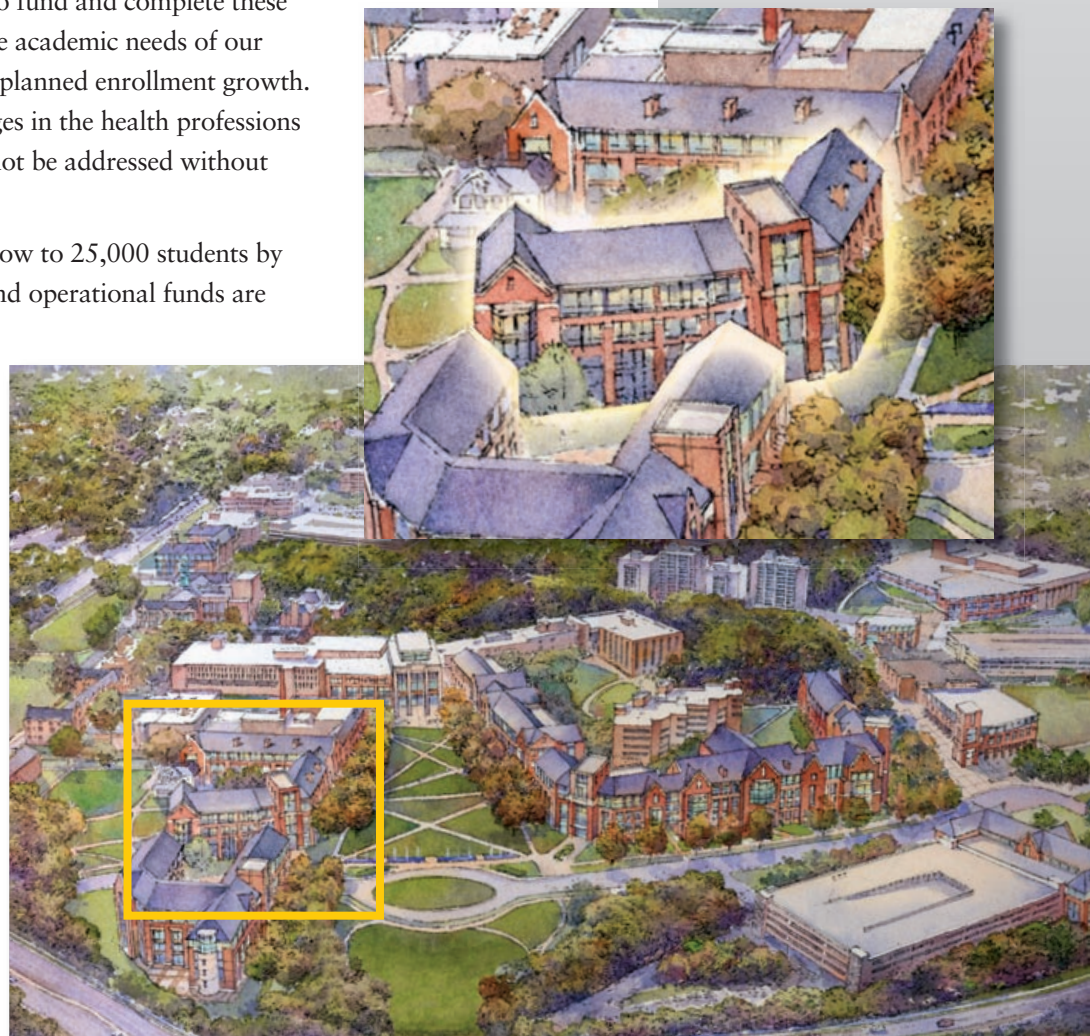 o fund and complete these
e academic needs of our
planned enrollment growth.
ges in the health professions
not be addressed without
ow to 25,000 students by
nd operational funds are